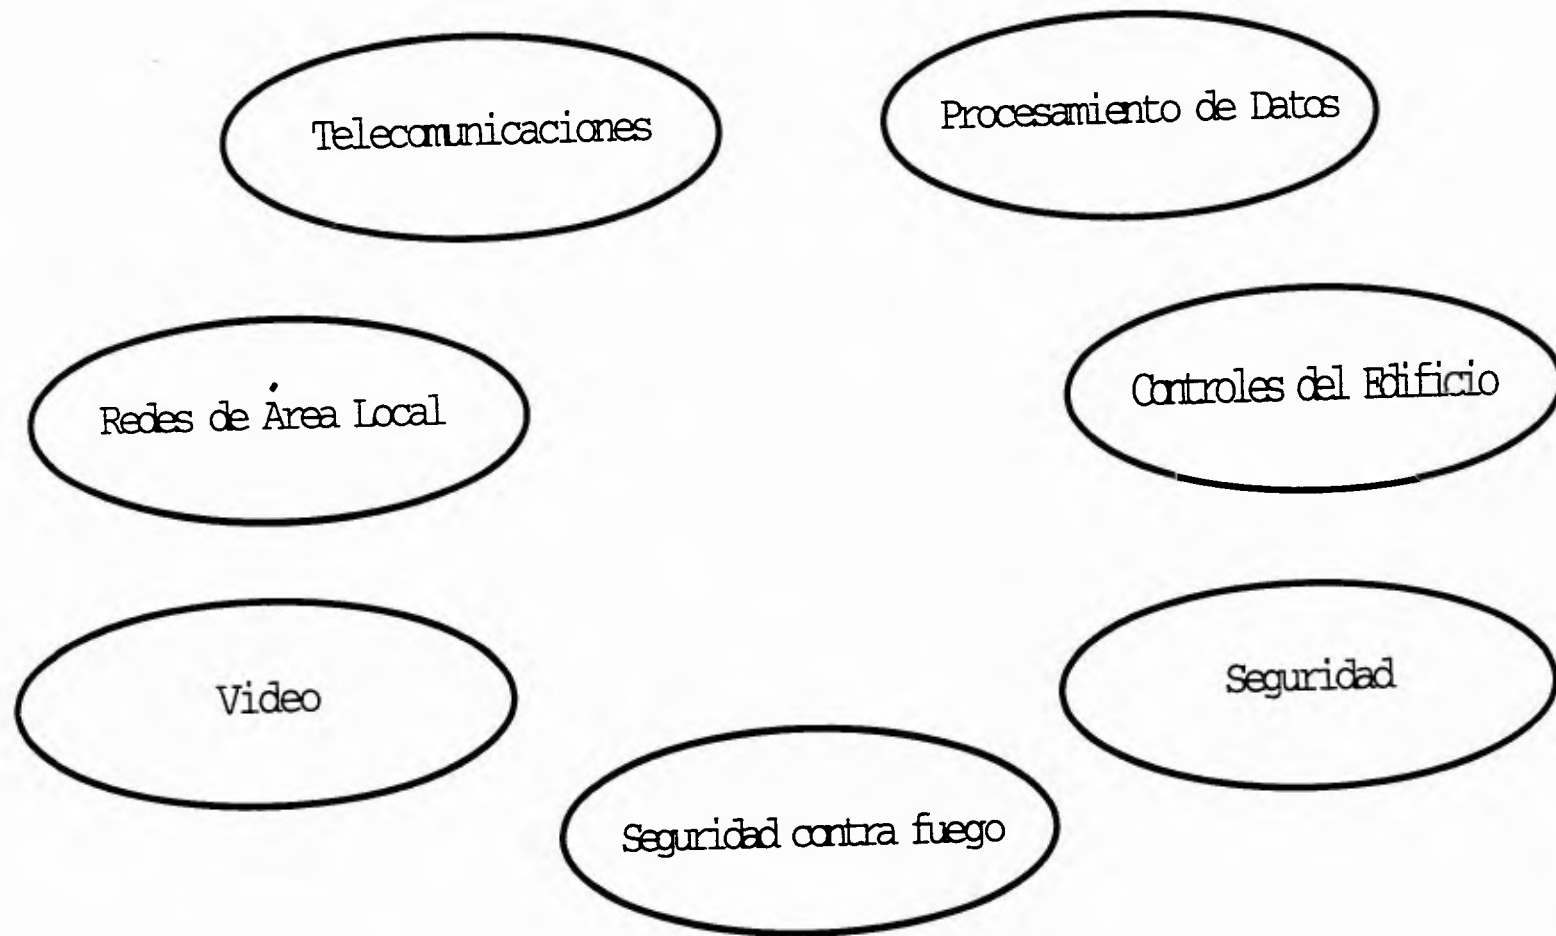 Telecomunicaciones
Procesamiento de Datos
Redes de Área Local
Controles del Edificio
Video
Seguridad
Seguridad contra fuego